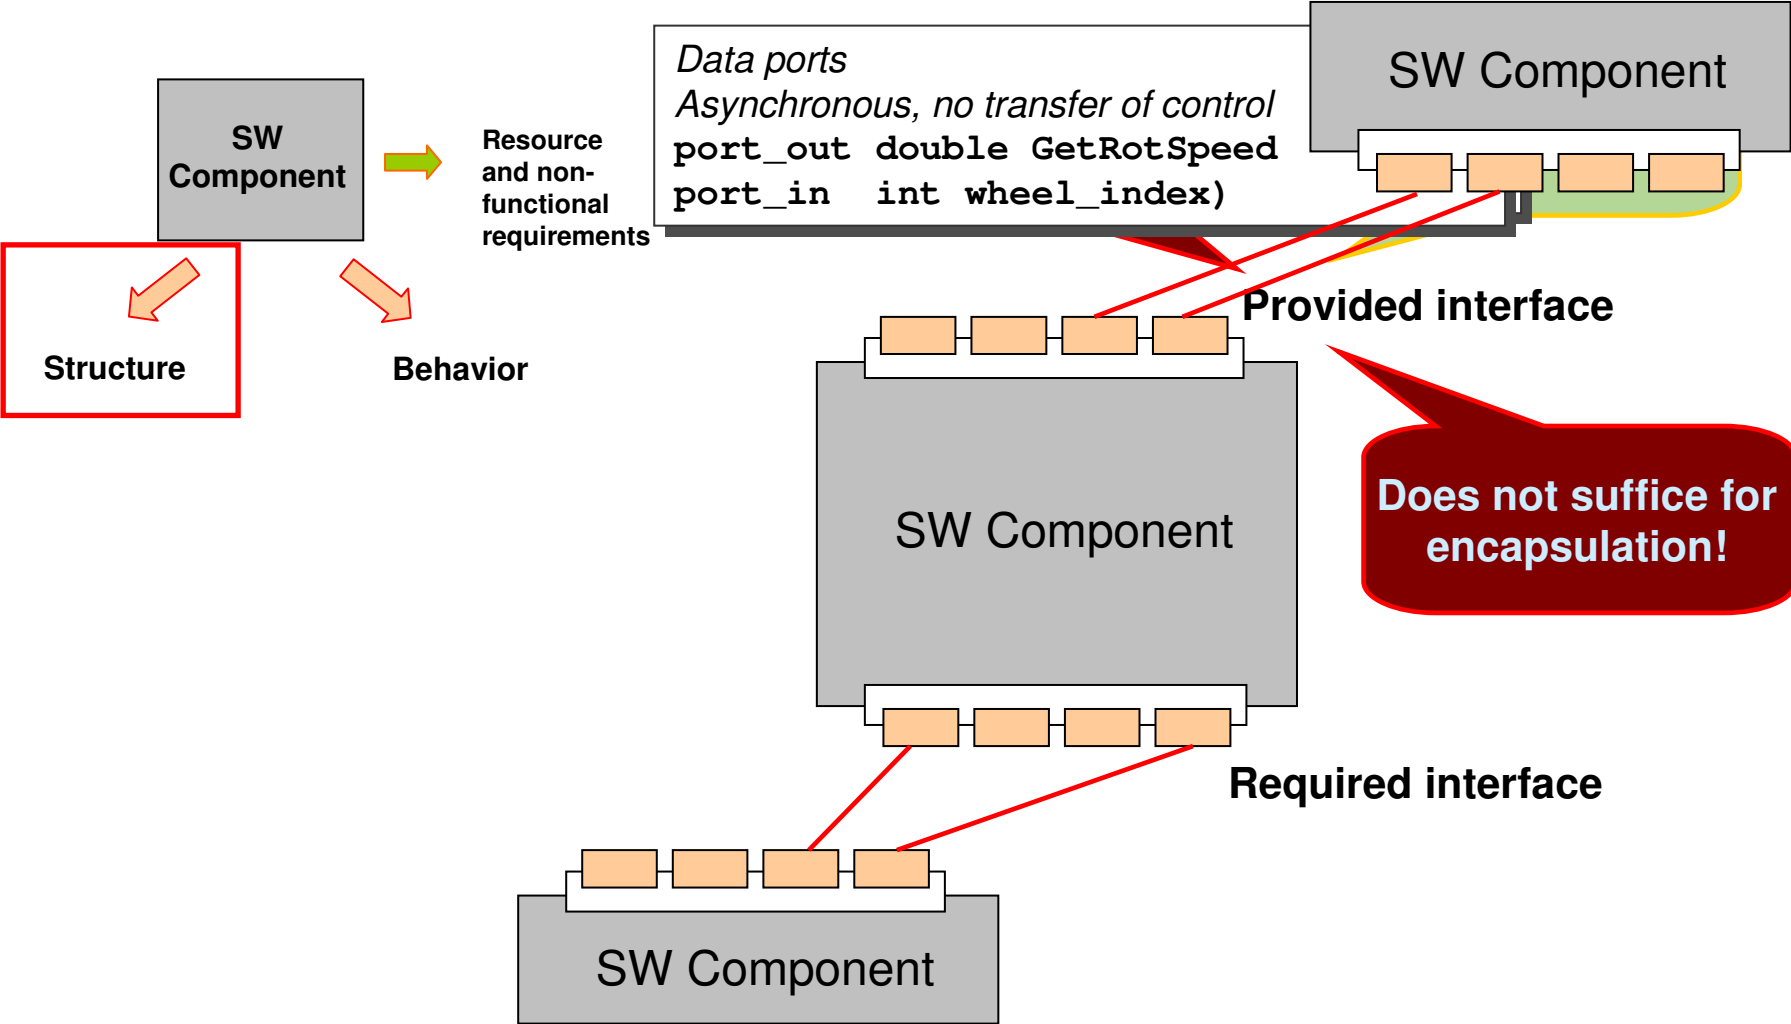 SW
Component
Resource
and non-
functional
requirements
Structure
Behavior
Data ports
Asynchronous, no transfer of control
port_out double GetRotSpeed
port_in  int wheel_index)
SW Component
Provided interface
Does not suffice for
encapsulation!
SW Component
Required interface
SW Component